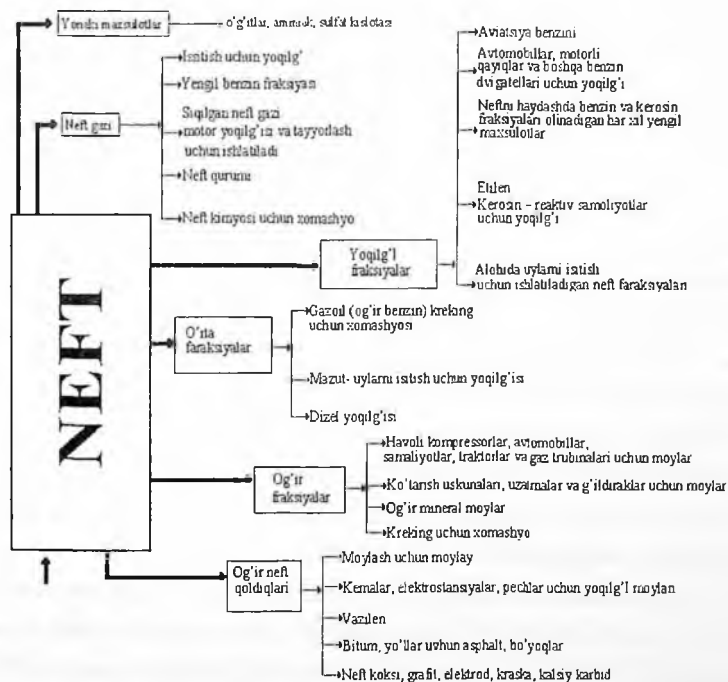 Yondo maxsulotlar
o'g'itlar, ammiak, sulfat kislotasi
Neft gazi
Isitish uchun yoqilg'
Yengil benzin fraksiyasi
Siqilgan neft gazi
motor yoqilg'isi va tayyorlash
uchun ishlatiladi
Neft qurumi
Neft kimyosi uchun xomashyo
NEFT
Yoqilg'I
fraksiyalar
Aviatsiya benzini
Avtomobillar, motorli
qayiqlar va boshqa benzin
dvigatellari uchun yoqilg'i
Neftni haydashda benzin va kerosin
fraksiyalari olinadigan har xil yengil
maxsulotlar
Etilen
Kerosin – reaktiv samoliyotlar
uchun yoqilg'i
Alohida uylarni isitish
uchun ishlatiladigan neft faraksiyalari
O'rta
faraksiyalar
Gazoil (og'ir benzin) kreking
uchun xomashyosi
Mazut- uylarni isitish uchun yoqilg'isi
Dizel yoqilg'isi
Og'ir
fraksiyalar
Havoli kompressorlar, avtomobillar,
samaliyotlar, traktorlar va gaz trubinalari uchun moylar
Ko'tarish uskunalari, uzatmalar va g'ildiraklar uchun moylar
Og'ir mineral moylar
Kreking uchun xomashyo
Og'ir neft
qoldiqlari
Moylash uchun moylay
Kemalar, elektrostansiyalar, pechlar uchun yoqilg'I moylari
Vazilen
Bitum, yo'llar uvhun asphalt, bo'yoqlar
Neft koksi, grafit, elektrod, kraska, kalsiy karbid